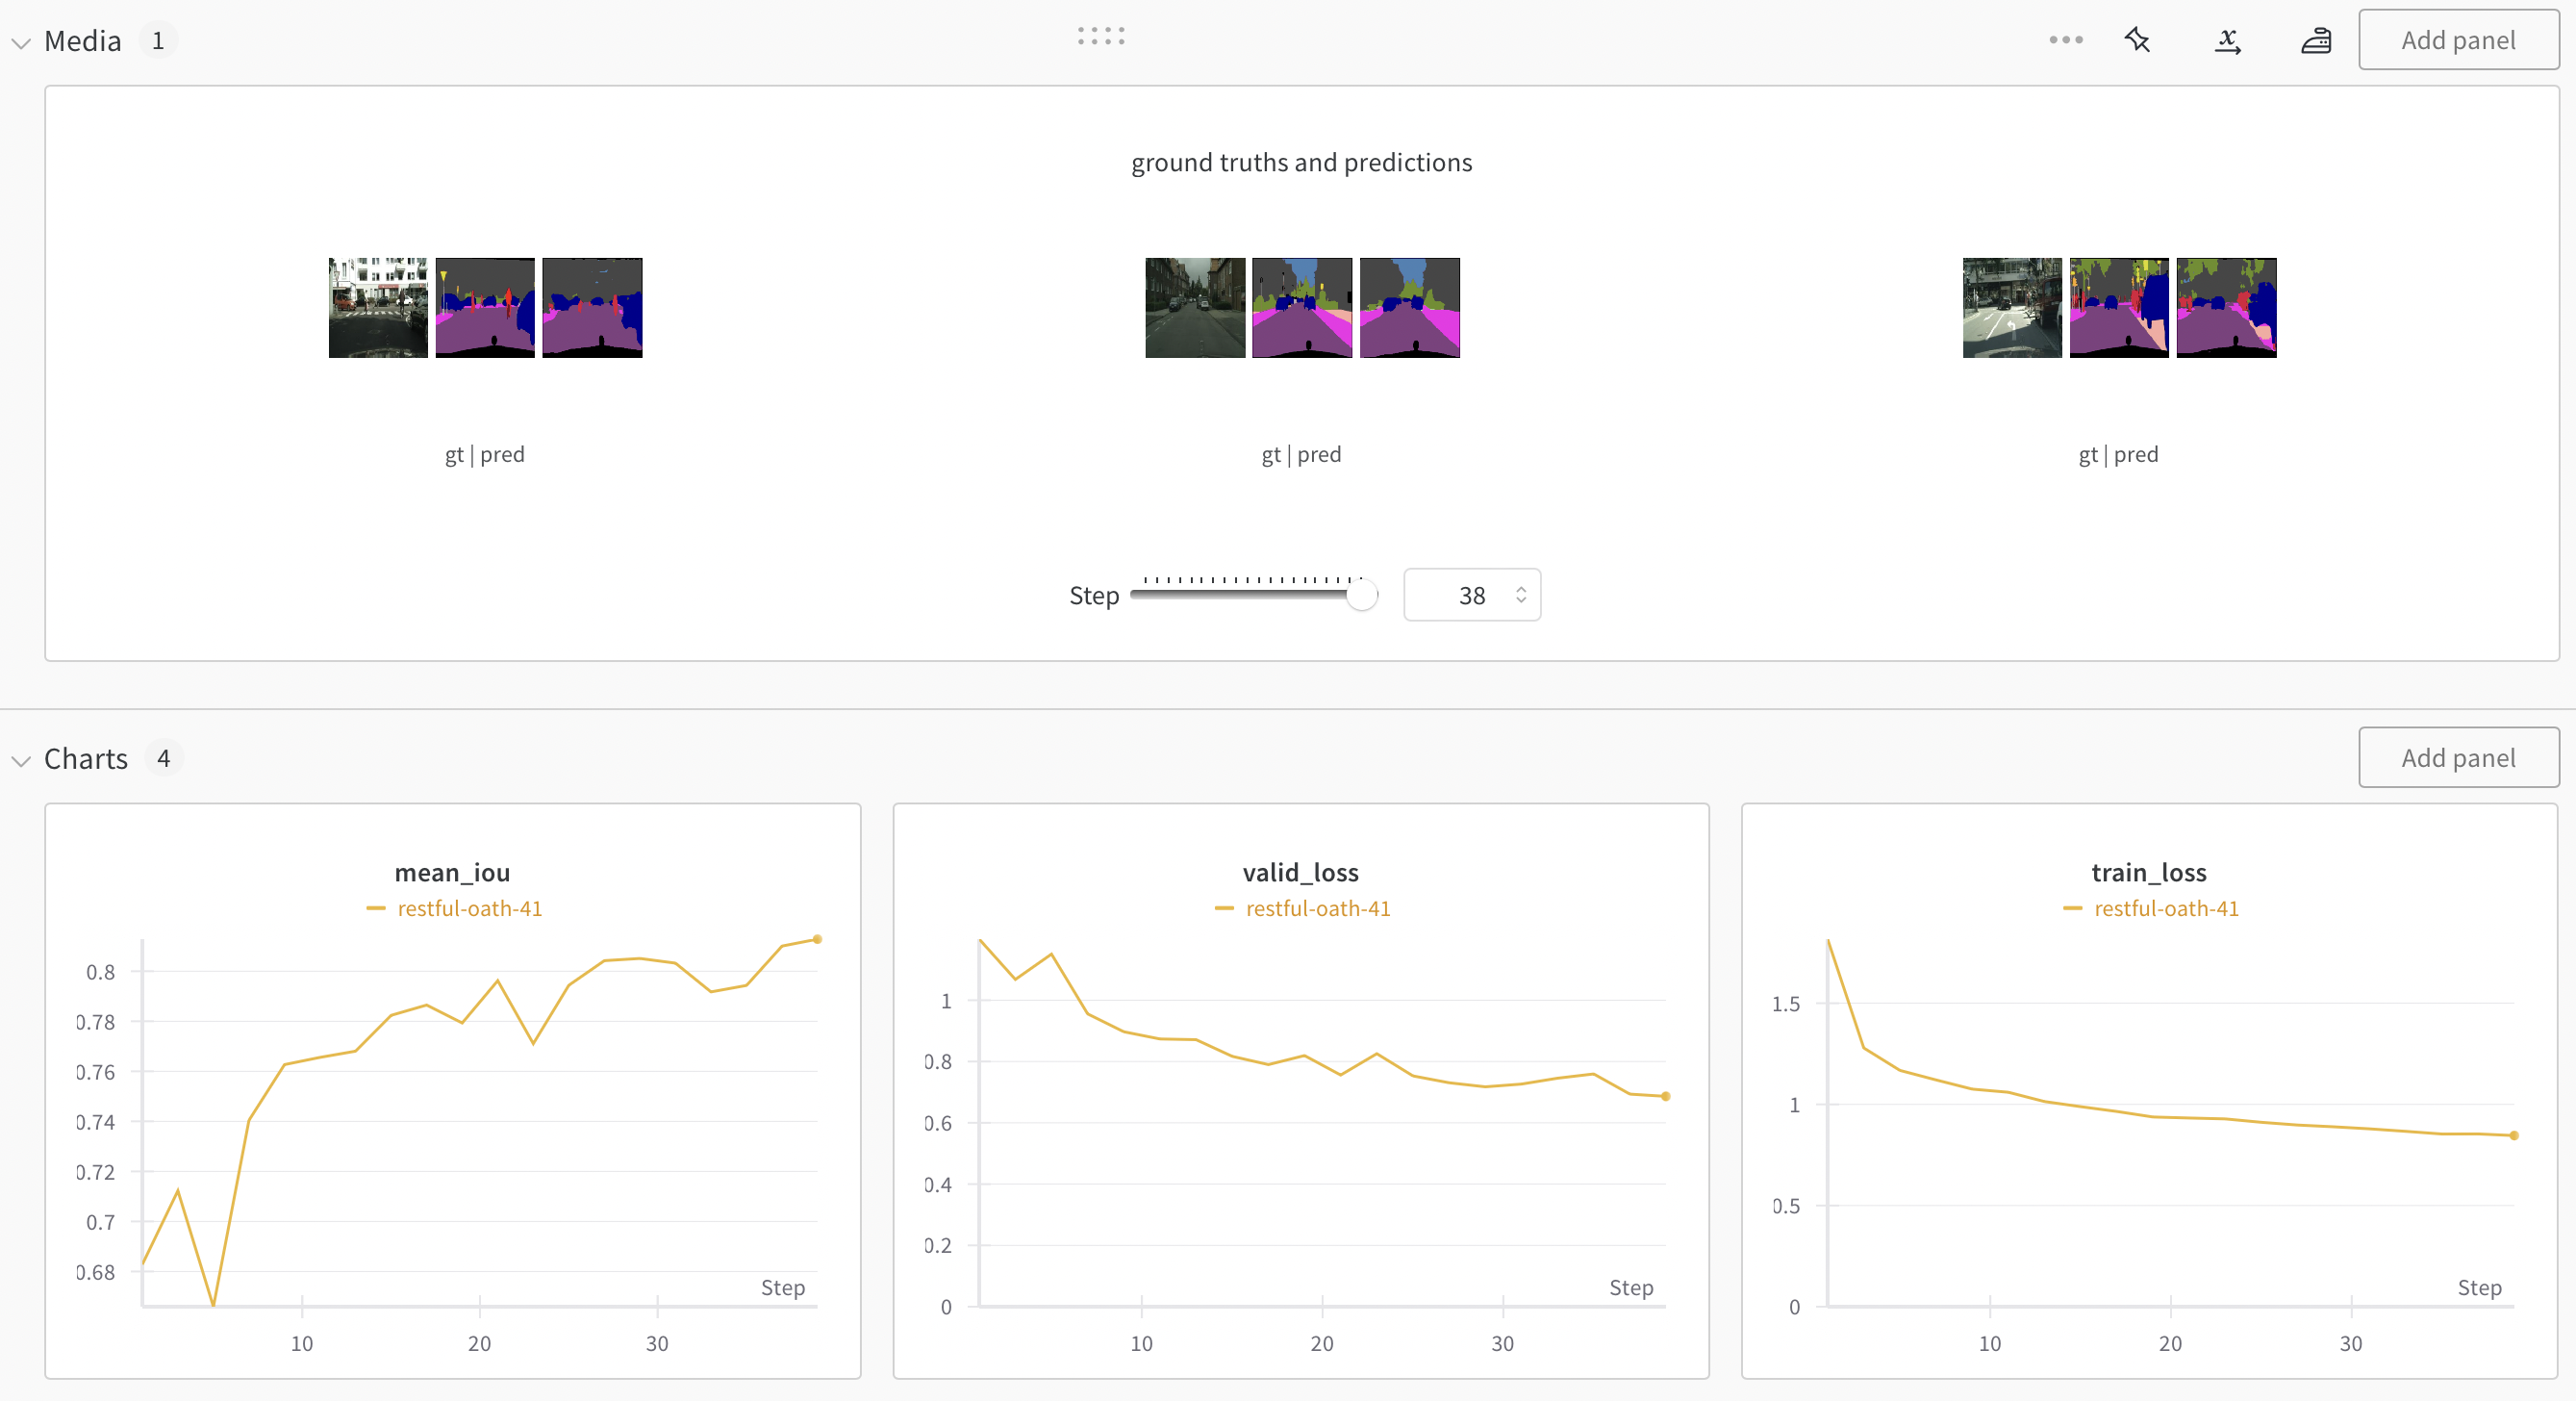 Media 1
Add panel
ground truths and predictions
gt | pred
gt | pred
gt | pred
Step 38
Charts 4
Add panel
mean_iou
restful-oath-41
0.8
0.78
0.76
0.74
0.72
0.7
0.68
Step
10 20 30
valid_loss
restful-oath-41
1
0.8
0.6
0.4
0.2
0
Step
10 20 30
train_loss
restful-oath-41
1.5
1
0.5
0
Step
10 20 30